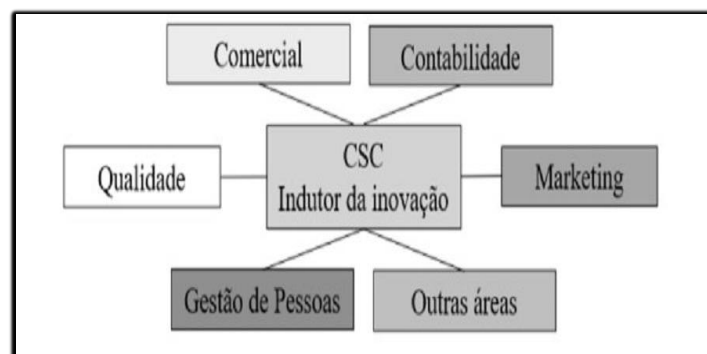 Comercial
Contabilidade
CSC
Indutor da inovação
Qualidade
Marketing
Gestão de Pessoas
Outras áreas